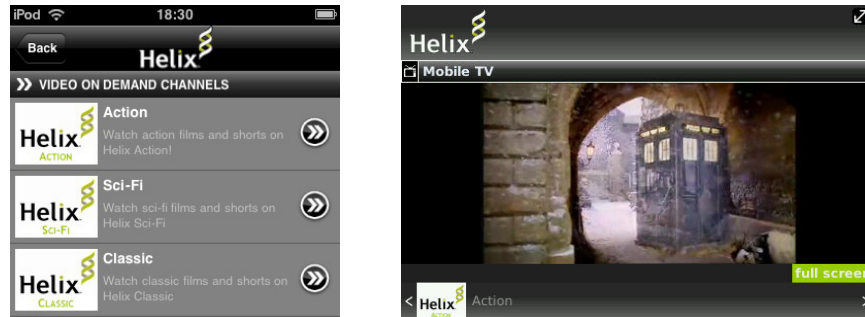 iPod 18:30
Back
Helix
VIDEO ON DEMAND CHANNELS
Helix
ACTION
Action
Watch action films and shorts on
Helix Action!
Helix
SCI-FI
Sci-Fi
Watch sci-fi films and shorts on
Helix Sci-Fi
Helix
CLASSIC
Classic
Watch classic films and shorts on
Helix Classic
Helix
Mobile TV
full screen
< Helix
ACTION
Action